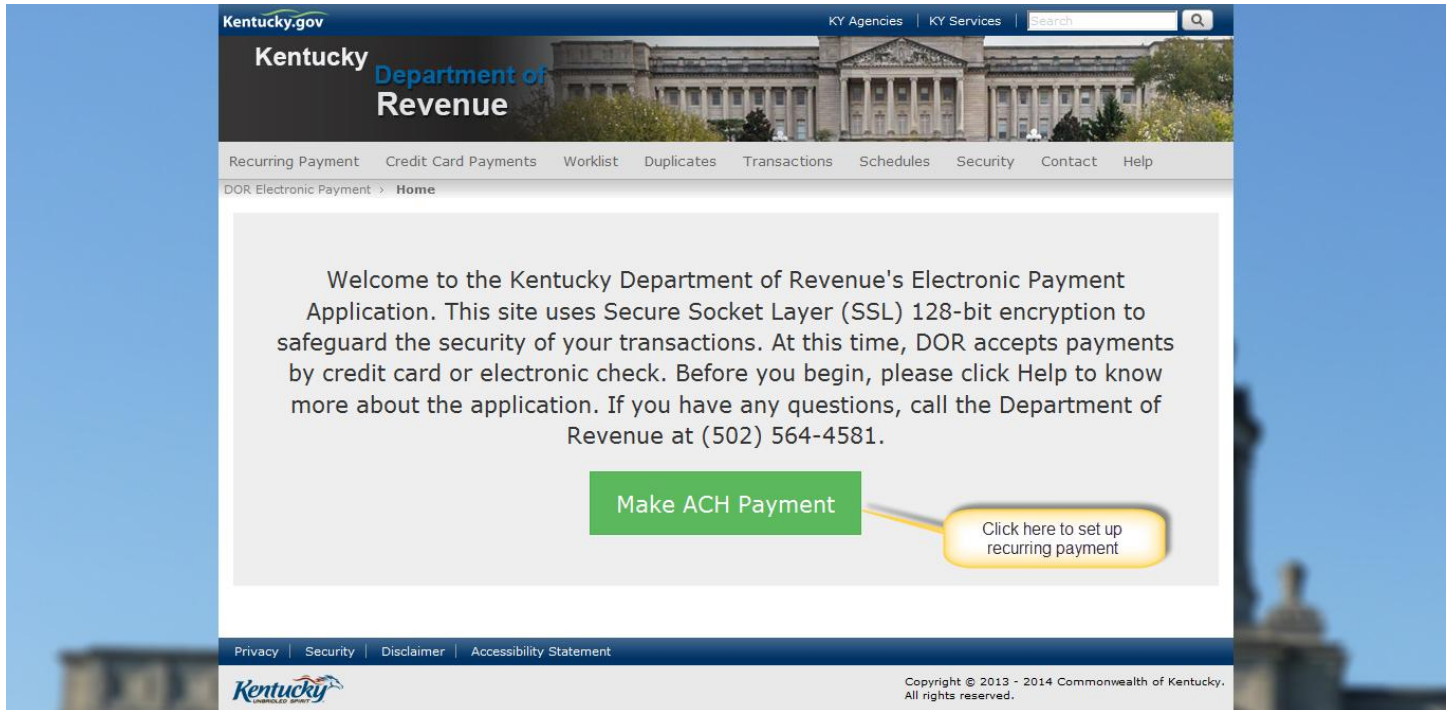 Kentucky.gov
KY Agencies | KY Services | Search
Kentucky
Department of
Revenue
Recurring Payment Credit Card Payments Worklist Duplicates Transactions Schedules Security Contact Help
DOR Electronic Payment › Home
Welcome to the Kentucky Department of Revenue's Electronic Payment
Application. This site uses Secure Socket Layer (SSL) 128-bit encryption to
safeguard the security of your transactions. At this time, DOR accepts payments
by credit card or electronic check. Before you begin, please click Help to know
more about the application. If you have any questions, call the Department of
Revenue at (502) 564-4581.
Make ACH Payment
Click here to set up
recurring payment
Privacy | Security | Disclaimer | Accessibility Statement
Kentucky
UNBRIDLED SPIRIT
Copyright © 2013 - 2014 Commonwealth of Kentucky.
All rights reserved.